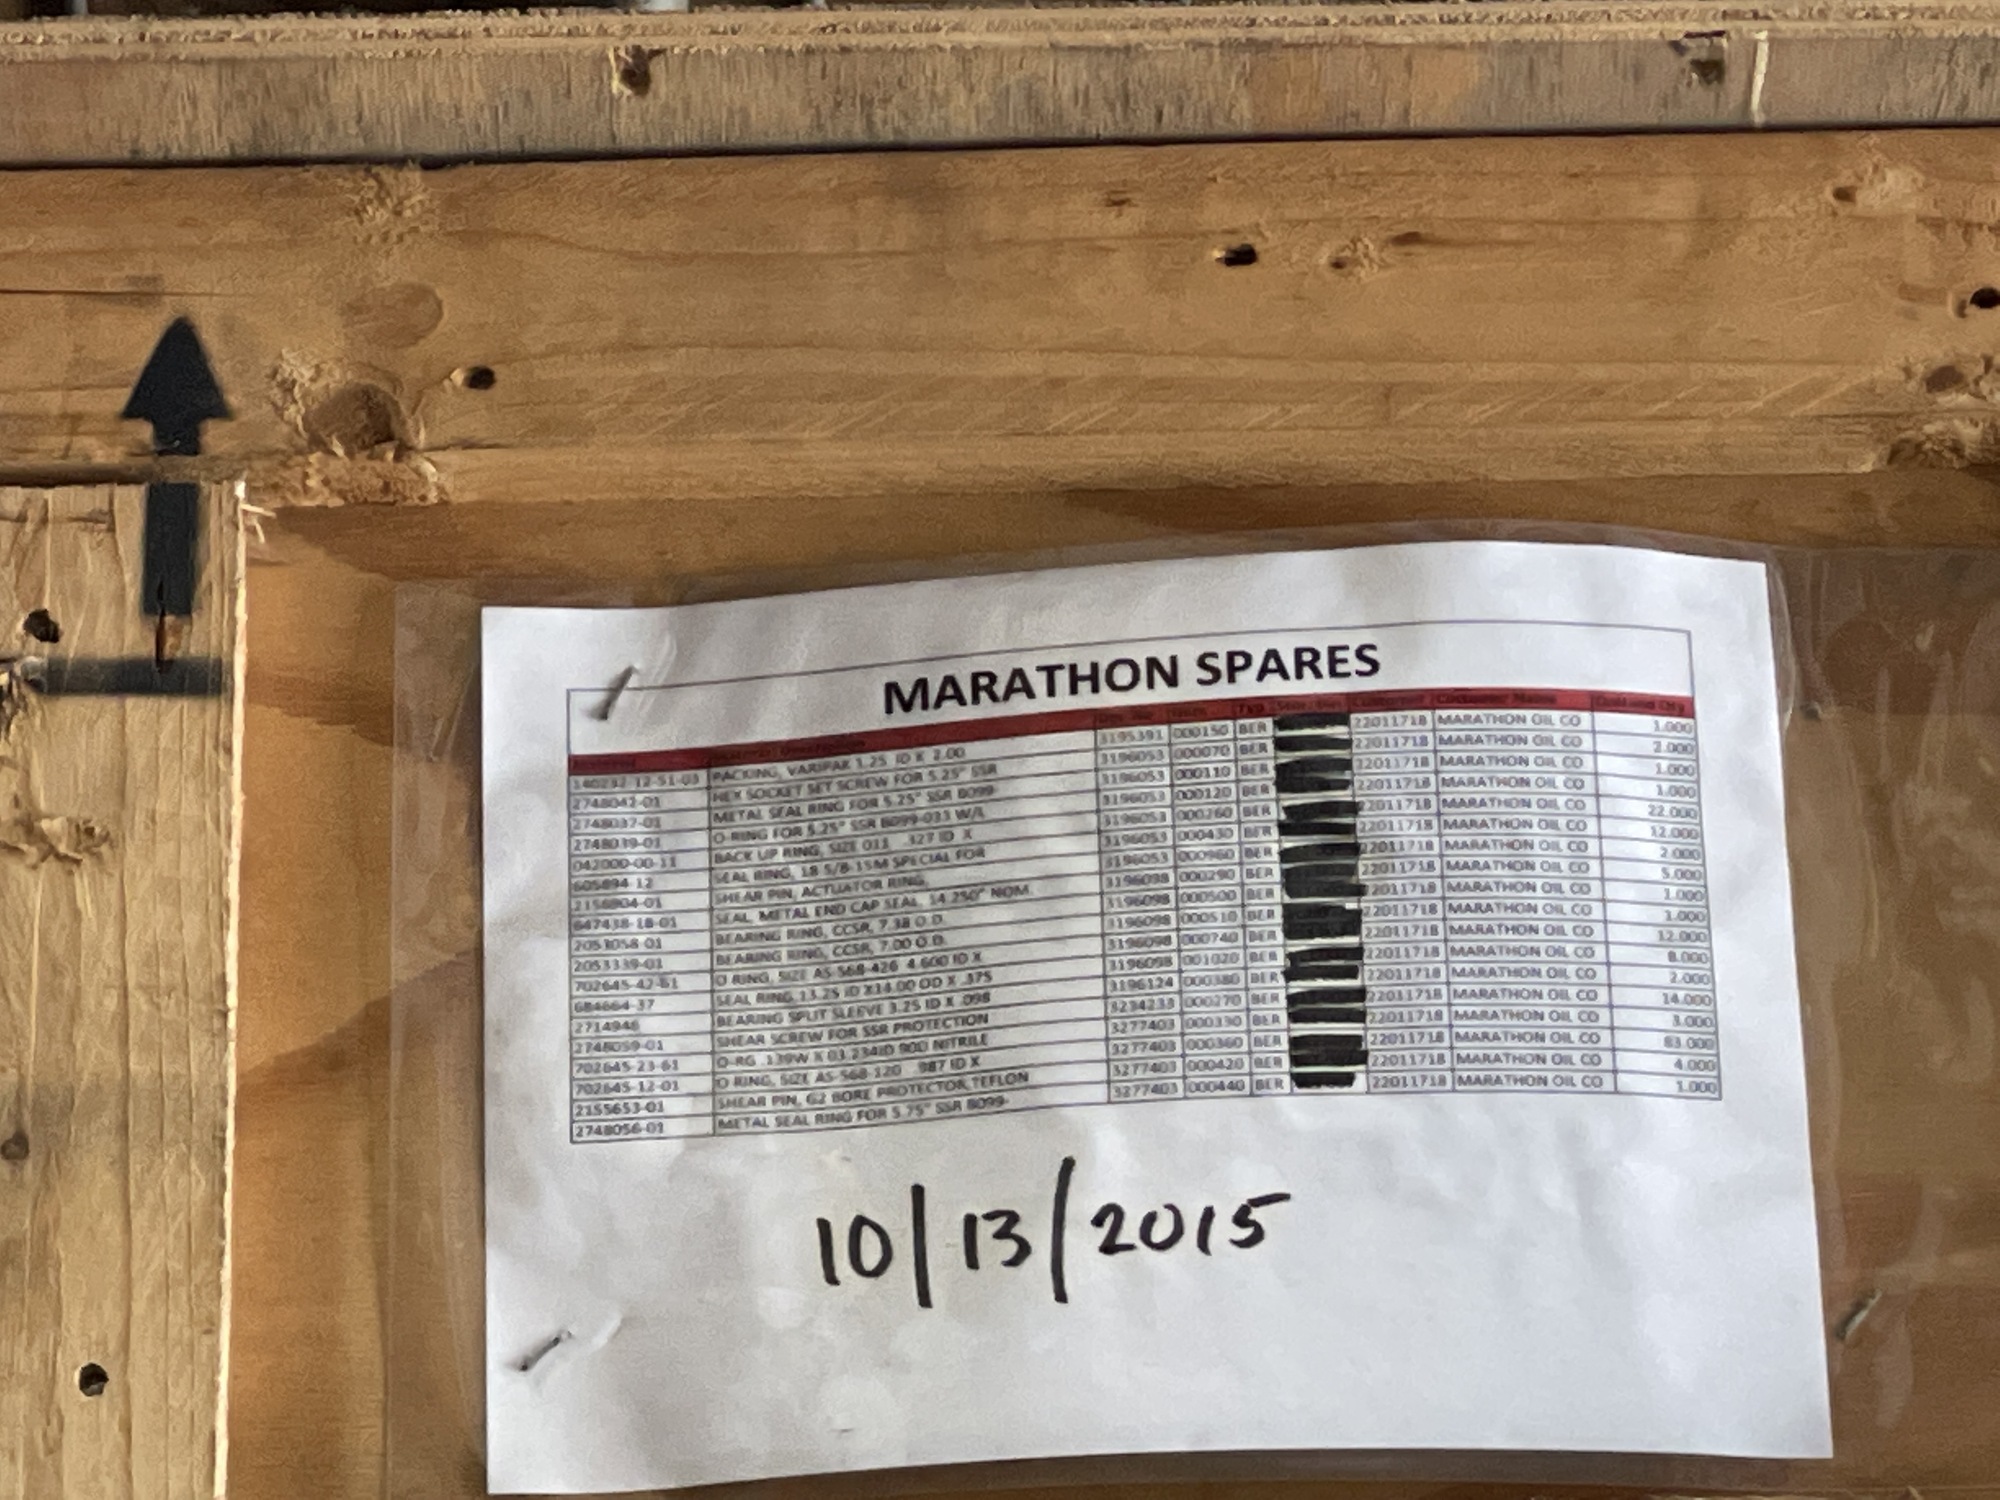 MARATHON SPARES
Typ Customer Customer Name
140232-12-51-03 PACKING, VARIPAK 1.25 ID X 2.00 3195391 000150 BER 22011718 MARATHON OIL CO 1.000
2748042-01 HEX SOCKET SET SCREW FOR 5.25" SSR 3196053 000070 BER 22011718 MARATHON OIL CO 2.000
2748037-01 METAL SEAL RING FOR 5.25" SSR B099- 3196053 000110 BER 22011718 MARATHON OIL CO 1.000
2748039-01 O-RING FOR 5.25" SSR B099-033 W/L 3196053 000120 BER 22011718 MARATHON OIL CO 1.000
042000-00-11 BACK UP RING, SIZE 011 .327 ID X 3196053 000260 BER 22011718 MARATHON OIL CO 22.000
605894-12 SEAL RING, 18 5/8-15M SPECIAL FOR 3196053 000430 BER 22011718 MARATHON OIL CO 12.000
2158804-01 SHEAR PIN, ACTUATOR RING, 3196053 000960 BER 22011718 MARATHON OIL CO 2.000
647438-18-01 SEAL, METAL END CAP SEAL, 14.250" NOM. 3196098 000290 BER 22011718 MARATHON OIL CO 5.000
2053058-01 BEARING RING, CCSR, 7.38 O.D. 3196098 000500 BER 22011718 MARATHON OIL CO 1.000
2053339-01 BEARING RING, CCSR, 7.00 O.D. 3196098 000510 BER 22011718 MARATHON OIL CO 1.000
702645-42-61 O RING, SIZE AS-568-426 4.600 ID X 3196098 000740 BER 22011718 MARATHON OIL CO 12.000
684664-37 SEAL RING 13.25 ID X14.00 OD X .375 3196098 001020 BER 22011718 MARATHON OIL CO 8.000
2714946 BEARING SPLIT SLEEVE 3.25 ID X .098 3196124 000380 BER 22011718 MARATHON OIL CO 2.000
2748059-01 SHEAR SCREW FOR SSR PROTECTION 3234233 000270 BER 22011718 MARATHON OIL CO 14.000
702645-23-61 O-RG .139W X 03.234ID 90D NITRILE 3277403 000330 BER 22011718 MARATHON OIL CO 3.000
702645-12-01 O RING, SIZE AS-568-120 .987 ID X 3277403 000360 BER 22011718 MARATHON OIL CO 83.000
2155653-01 SHEAR PIN, G2 BORE PROTECTOR, TEFLON 3277403 000420 BER 22011718 MARATHON OIL CO 4.000
2748056-01 METAL SEAL RING FOR 5.75" SSR B099- 3277403 000440 BER 22011718 MARATHON OIL CO 1.000
10/13/2015